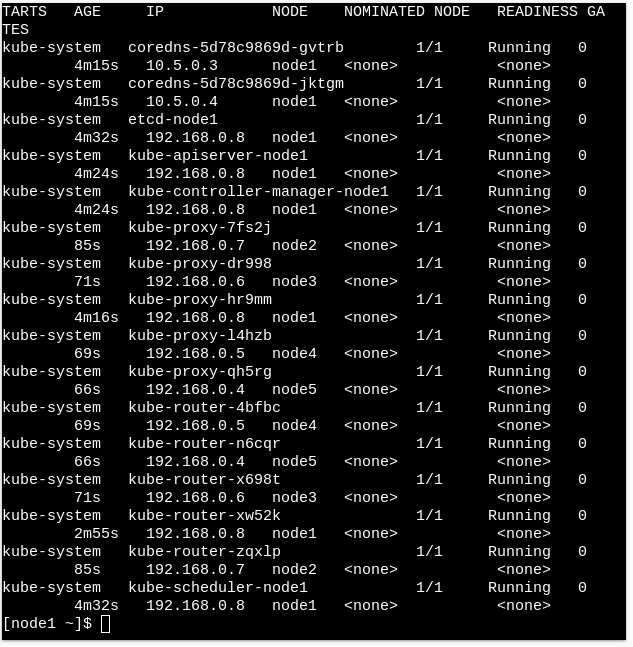 TARTS   AGE     IP            NODE    NOMINATED NODE   READINESS GA
TES
kube-system   coredns-5d78c9869d-gvtrb        1/1     Running   0
        4m15s   10.5.0.3      node1   <none>           <none>
kube-system   coredns-5d78c9869d-jktgm        1/1     Running   0
        4m15s   10.5.0.4      node1   <none>           <none>
kube-system   etcd-node1                      1/1     Running   0
        4m32s   192.168.0.8   node1   <none>           <none>
kube-system   kube-apiserver-node1            1/1     Running   0
        4m24s   192.168.0.8   node1   <none>           <none>
kube-system   kube-controller-manager-node1   1/1     Running   0
        4m24s   192.168.0.8   node1   <none>           <none>
kube-system   kube-proxy-7fs2j                1/1     Running   0
        85s     192.168.0.7   node2   <none>           <none>
kube-system   kube-proxy-dr998                1/1     Running   0
        71s     192.168.0.6   node3   <none>           <none>
kube-system   kube-proxy-hr9mm                1/1     Running   0
        4m16s   192.168.0.8   node1   <none>           <none>
kube-system   kube-proxy-l4hzb                1/1     Running   0
        69s     192.168.0.5   node4   <none>           <none>
kube-system   kube-proxy-qh5rg                1/1     Running   0
        66s     192.168.0.4   node5   <none>           <none>
kube-system   kube-router-4bfbc               1/1     Running   0
        69s     192.168.0.5   node4   <none>           <none>
kube-system   kube-router-n6cqr               1/1     Running   0
        66s     192.168.0.4   node5   <none>           <none>
kube-system   kube-router-x698t               1/1     Running   0
        71s     192.168.0.6   node3   <none>           <none>
kube-system   kube-router-xw52k               1/1     Running   0
        2m55s   192.168.0.8   node1   <none>           <none>
kube-system   kube-router-zqxlp               1/1     Running   0
        85s     192.168.0.7   node2   <none>           <none>
kube-system   kube-scheduler-node1            1/1     Running   0
        4m32s   192.168.0.8   node1   <none>           <none>
[node1 ~]$